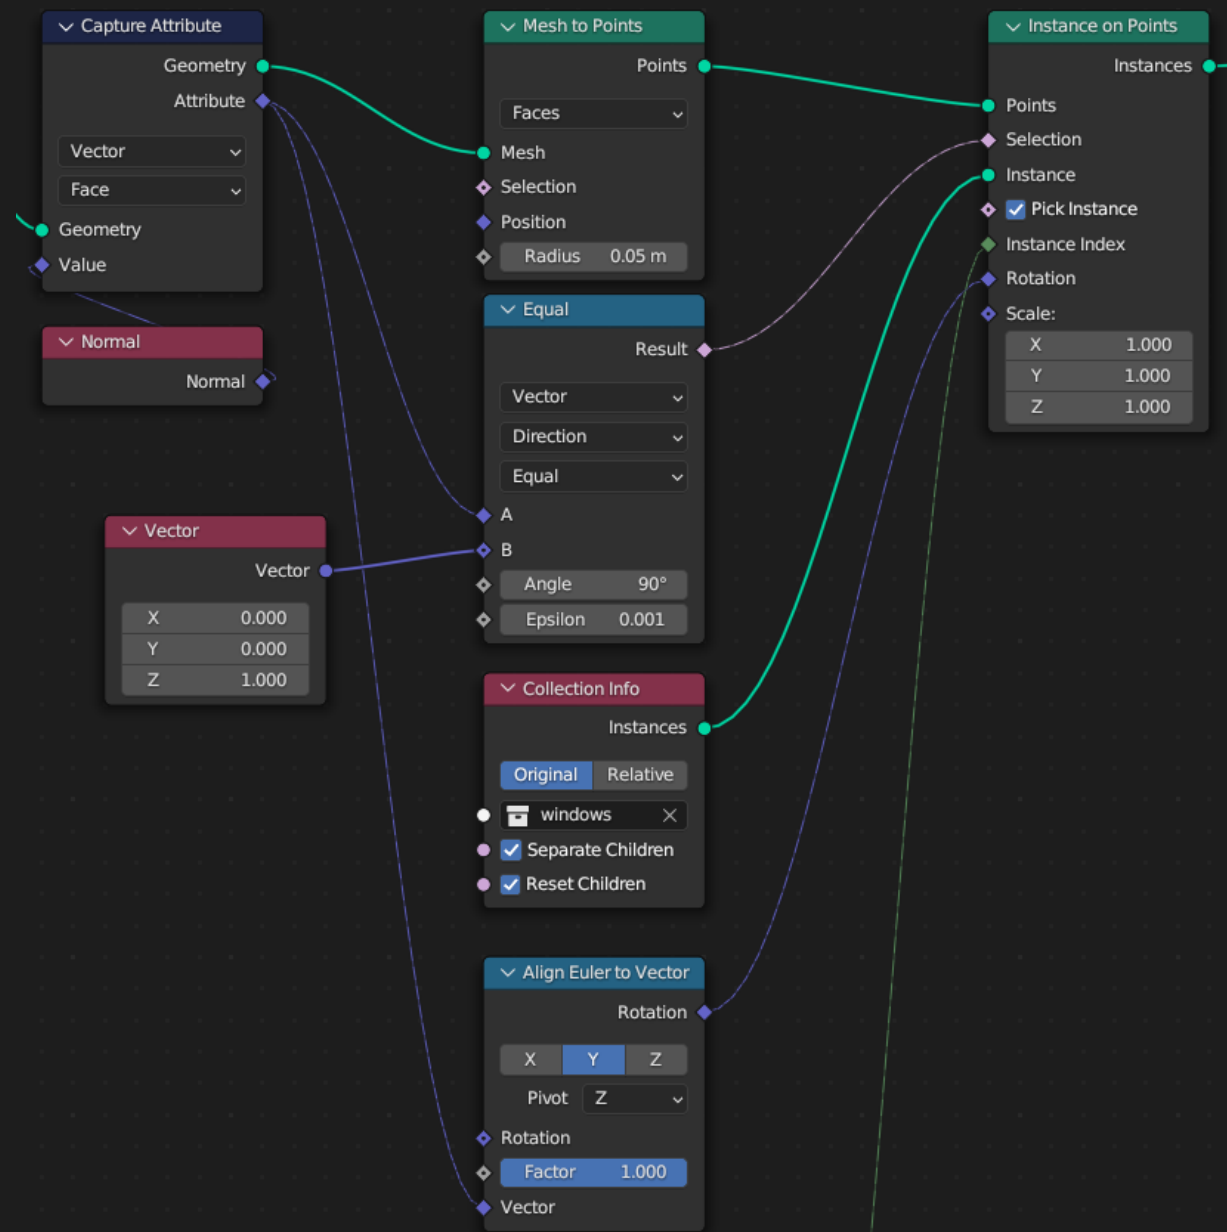 Capture Attribute
Geometry
Attribute
Vector
Face
Geometry
Value
Normal
Normal
Vector
Vector
X 0.000
Y 0.000
Z 1.000
Mesh to Points
Points
Faces
Mesh
Selection
Position
Radius 0.05 m
Equal
Result
Vector
Direction
Equal
A
B
Angle 90°
Epsilon 0.001
Collection Info
Instances
Original Relative
windows
Separate Children
Reset Children
Align Euler to Vector
Rotation
X Y Z
Pivot Z
Rotation
Factor 1.000
Vector
Instance on Points
Instances
Points
Selection
Instance
Pick Instance
Instance Index
Rotation
Scale:
X 1.000
Y 1.000
Z 1.000